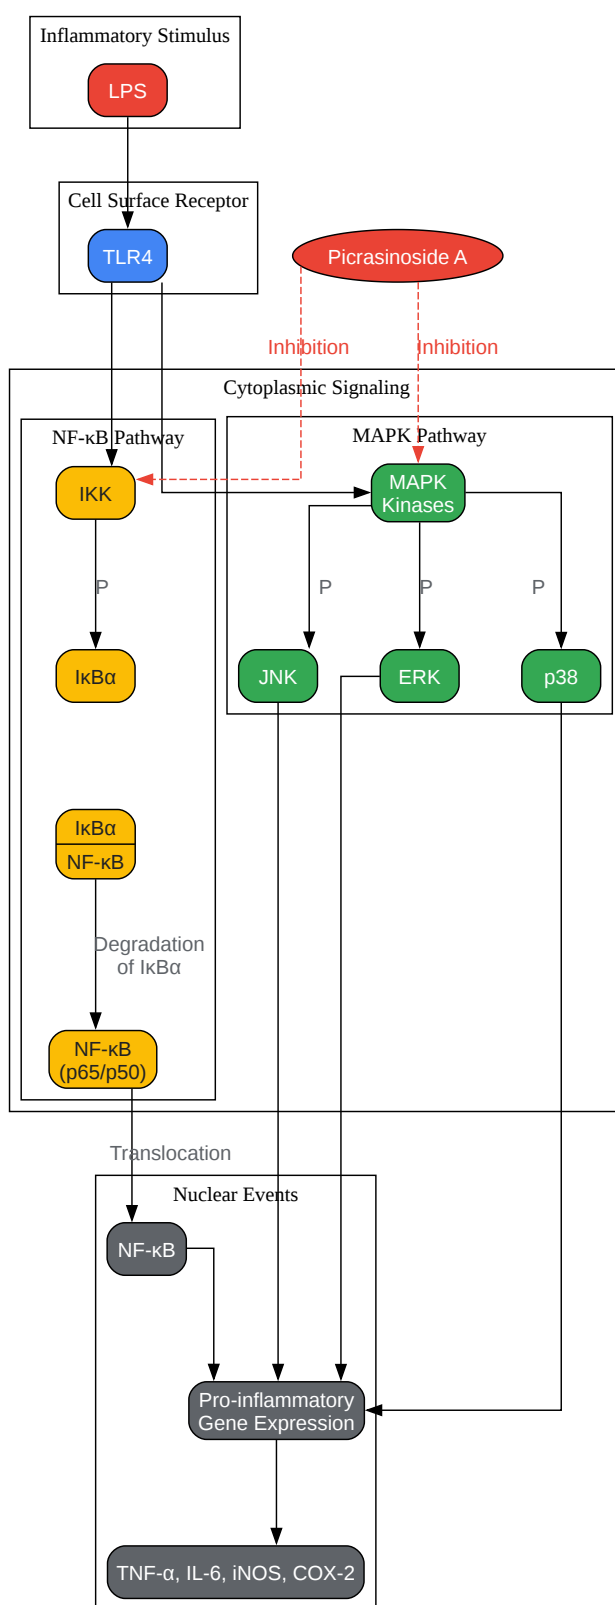 Inflammatory Stimulus
LPS
Cell Surface Receptor
TLR4
Picrasinoside A
Inhibition
Inhibition
Cytoplasmic Signaling
NF-κB Pathway
MAPK Pathway
IKK
MAPK
Kinases
P
P
P
P
IκBα
JNK
ERK
p38
IκBα
NF-κB
Degradation
of IκBα
NF-κB
(p65/p50)
Translocation
Nuclear Events
NF-κB
Pro-inflammatory
Gene Expression
TNF-α, IL-6, iNOS, COX-2